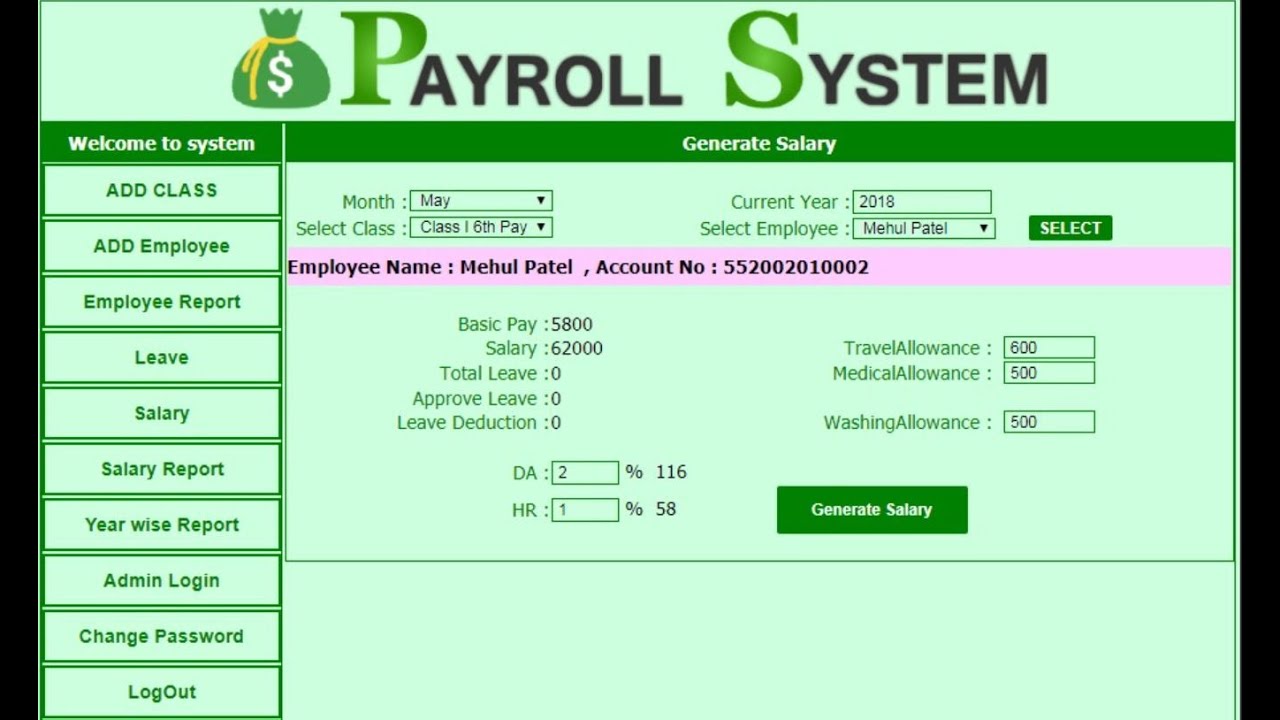 $ PAYROLL SYSTEM
Welcome to system
Generate Salary
ADD CLASS
ADD Employee
Employee Report
Leave
Salary
Salary Report
Year wise Report
Admin Login
Change Password
LogOut
Month : May Current Year : 2018
Select Class : Class I 6th Pay Select Employee : Mehul Patel SELECT
Employee Name : Mehul Patel , Account No : 552002010002
Basic Pay :5800
Salary :62000 TravelAllowance : 600
Total Leave :0 MedicalAllowance : 500
Approve Leave :0
Leave Deduction :0 WashingAllowance : 500
DA : 2 % 116
HR : 1 % 58 Generate Salary